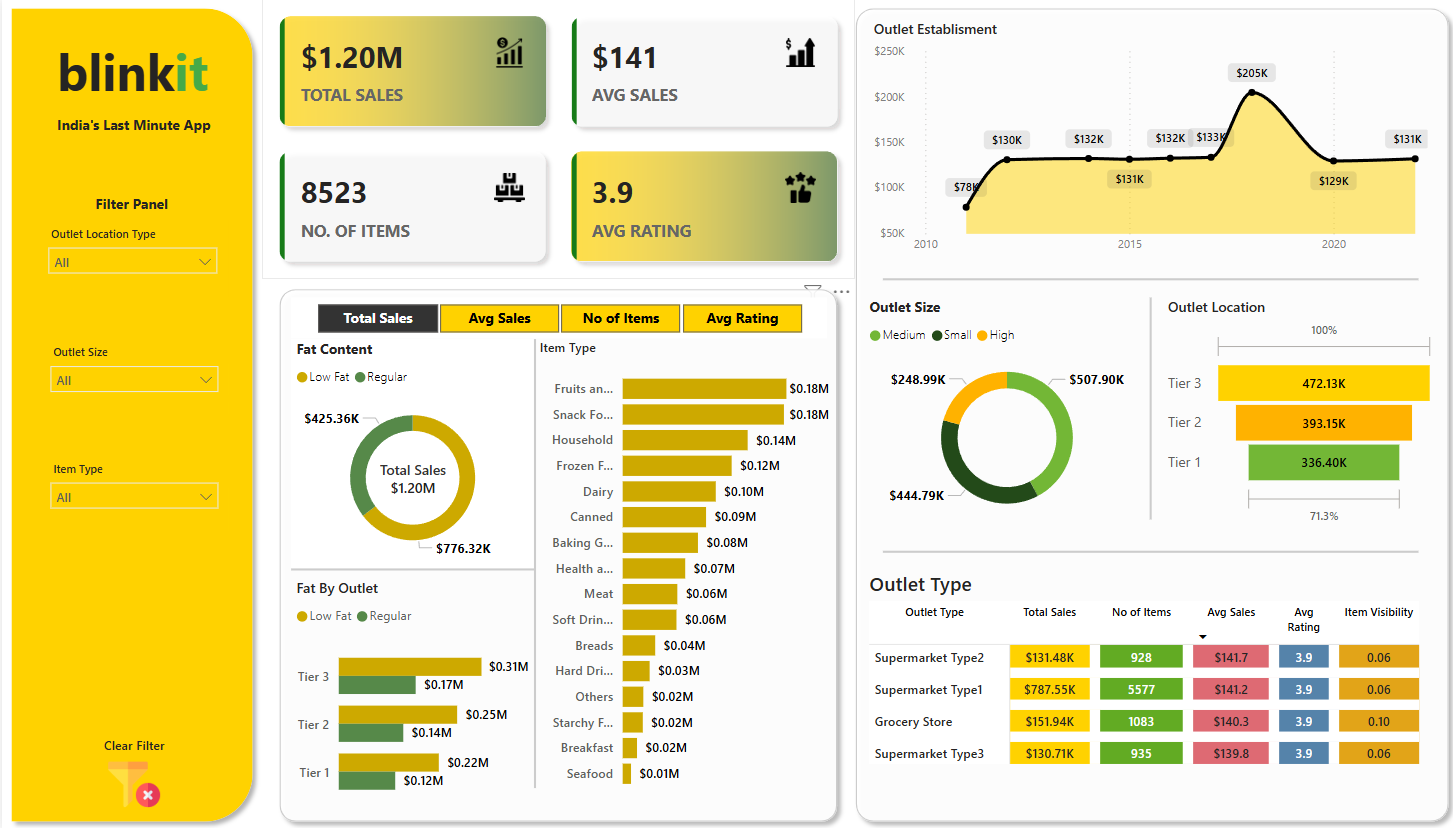 blinkit
India's Last Minute App
Filter Panel
Outlet Location Type
All
Outlet Size
All
Item Type
All
Clear Filter
$1.20M
TOTAL SALES
$141
AVG SALES
8523
NO. OF ITEMS
3.9
AVG RATING
Total Sales Avg Sales No of Items Avg Rating
Fat Content
Low Fat Regular
$425.36K
Total Sales
$1.20M
$776.32K
Fat By Outlet
Low Fat Regular
Tier 3 $0.31M
$0.17M
Tier 2 $0.25M
$0.14M
Tier 1 $0.22M
$0.12M
Item Type
Fruits an... $0.18M
Snack Fo... $0.18M
Household $0.14M
Frozen F... $0.12M
Dairy $0.10M
Canned $0.09M
Baking G... $0.08M
Health a... $0.07M
Meat $0.06M
Soft Drin... $0.06M
Breads $0.04M
Hard Dri... $0.03M
Others $0.02M
Starchy F... $0.02M
Breakfast $0.02M
Seafood $0.01M
Outlet Establisment
$250K
$200K
$150K
$100K
$50K
$78K $130K $132K $131K $132K $133K $205K $129K $131K
2010 2015 2020
Outlet Size
Medium Small High
$248.99K $507.90K
$444.79K
Outlet Location
100%
Tier 3 472.13K
Tier 2 393.15K
Tier 1 336.40K
71.3%
Outlet Type
Outlet Type Total Sales No of Items Avg Sales Avg Rating Item Visibility
Supermarket Type2 $131.48K 928 $141.7 3.9 0.06
Supermarket Type1 $787.55K 5577 $141.2 3.9 0.06
Grocery Store $151.94K 1083 $140.3 3.9 0.10
Supermarket Type3 $130.71K 935 $139.8 3.9 0.06